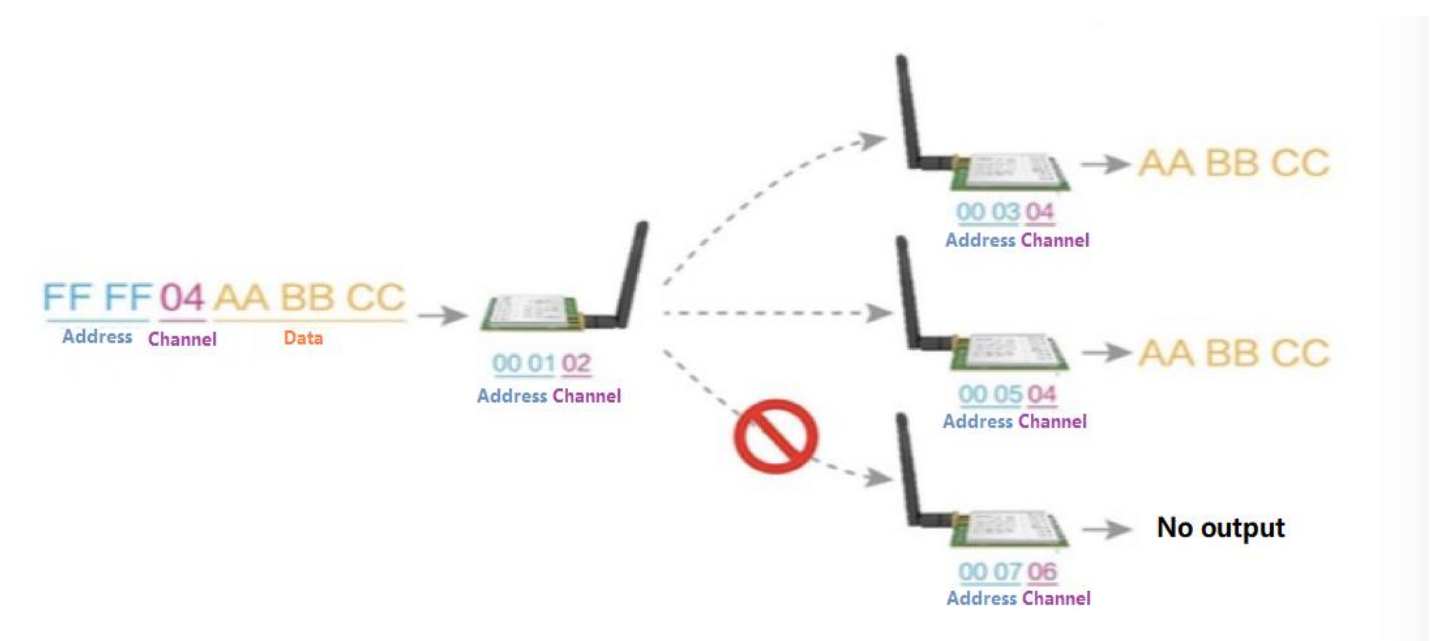 FF FF 04 AA BB CC
Address Channel Data
00 01 02
Address Channel
AA BB CC
00 03 04
Address Channel
AA BB CC
00 05 04
Address Channel
No output
00 07 06
Address Channel